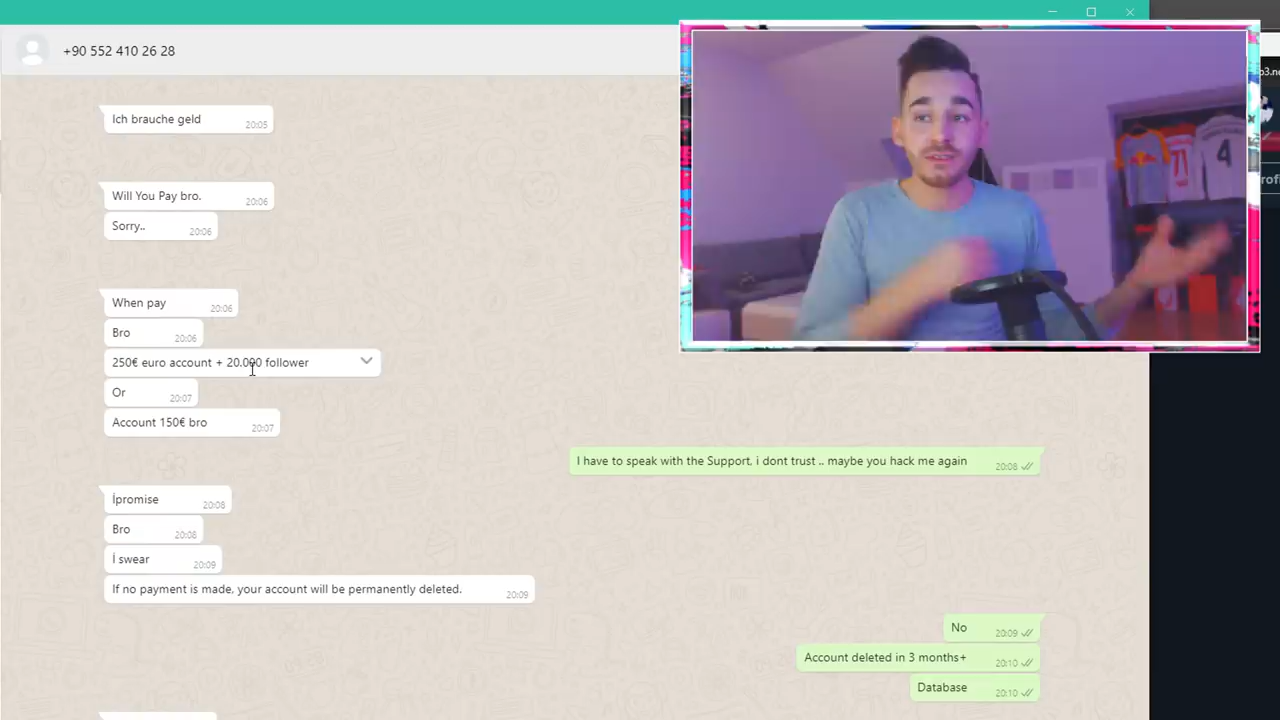 +90 552 410 26 28
Ich brauche geld
20:05
Will You Pay bro.
20:06
Sorry..
20:06
When pay
20:06
Bro
20:06
250€ euro account + 20.000 follower
Or
20:07
Account 150€ bro
20:07
I have to speak with the Support, i dont trust .. maybe you hack me again
20:08
İpromise
20:08
Bro
20:08
İ swear
20:09
If no payment is made, your account will be permanently deleted.
20:09
No
20:09
Account deleted in 3 months+
20:10
Database
20:10
4